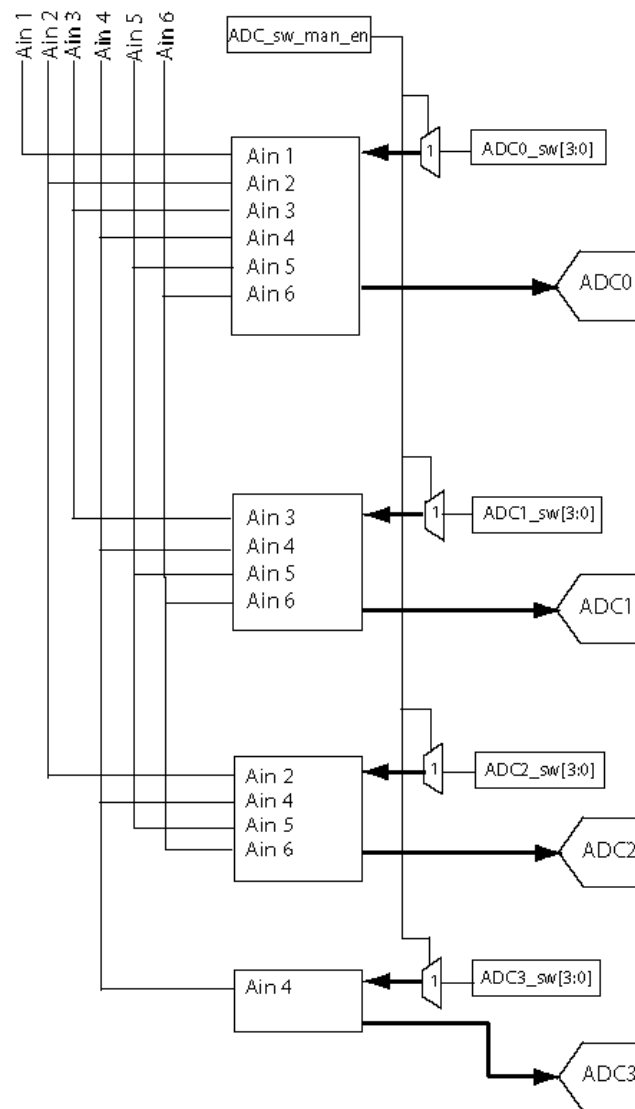 Ain 1
Ain 2
Ain 3
Ain 4
Ain 5
Ain 6
ADC_sw_man_en
1
ADC0_sw[3:0]
Ain 1
Ain 2
Ain 3
Ain 4
Ain 5
Ain 6
ADC0
1
ADC1_sw[3:0]
Ain 3
Ain 4
Ain 5
Ain 6
ADC1
1
ADC2_sw[3:0]
Ain 2
Ain 4
Ain 5
Ain 6
ADC2
1
ADC3_sw[3:0]
Ain 4
ADC3